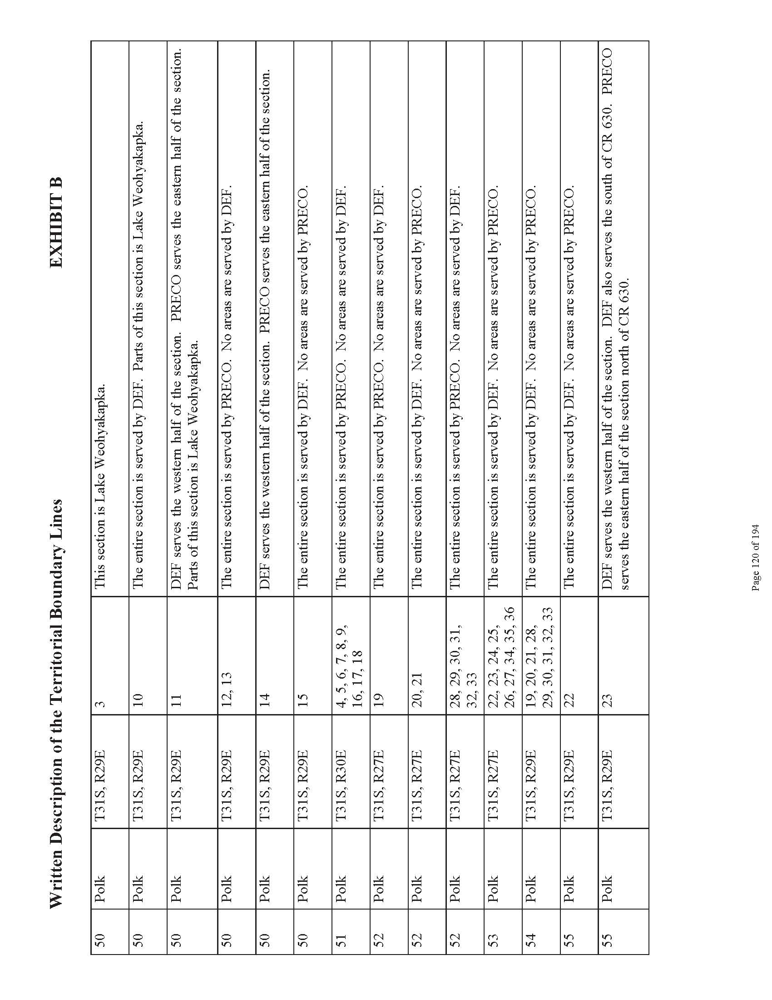 Written Description of the Territorial Boundary Lines EXHIBIT B
50 Polk T31S, R29E 3 This section is Lake Weohyakapka.
50 Polk T31S, R29E 10 The entire section is served by DEF. Parts of this section is Lake Weohyakapka.
50 Polk T31S, R29E 11 DEF serves the western half of the section. PRECO serves the eastern half of the section.
Parts of this section is Lake Weohyakapka.
50 Polk T31S, R29E 12, 13 The entire section is served by PRECO. No areas are served by DEF.
50 Polk T31S, R29E 14 DEF serves the western half of the section. PRECO serves the eastern half of the section.
50 Polk T31S, R29E 15 The entire section is served by DEF. No areas are served by PRECO.
51 Polk T31S, R30E 4, 5, 6, 7, 8, 9, The entire section is served by PRECO. No areas are served by DEF.
16, 17, 18
52 Polk T31S, R27E 19 The entire section is served by PRECO. No areas are served by DEF.
52 Polk T31S, R27E 20, 21 The entire section is served by DEF. No areas are served by PRECO.
52 Polk T31S, R27E 28, 29, 30, 31, The entire section is served by PRECO. No areas are served by DEF.
32, 33
53 Polk T31S, R27E 22, 23, 24, 25, The entire section is served by DEF. No areas are served by PRECO.
26, 27, 34, 35, 36
54 Polk T31S, R29E 19, 20, 21, 28, The entire section is served by DEF. No areas are served by PRECO.
29, 30, 31, 32, 33
55 Polk T31S, R29E 22 The entire section is served by DEF. No areas are served by PRECO.
55 Polk T31S, R29E 23 DEF serves the western half of the section. DEF also serves the south of CR 630. PRECO
serves the eastern half of the section north of CR 630.
Page 120 of 194